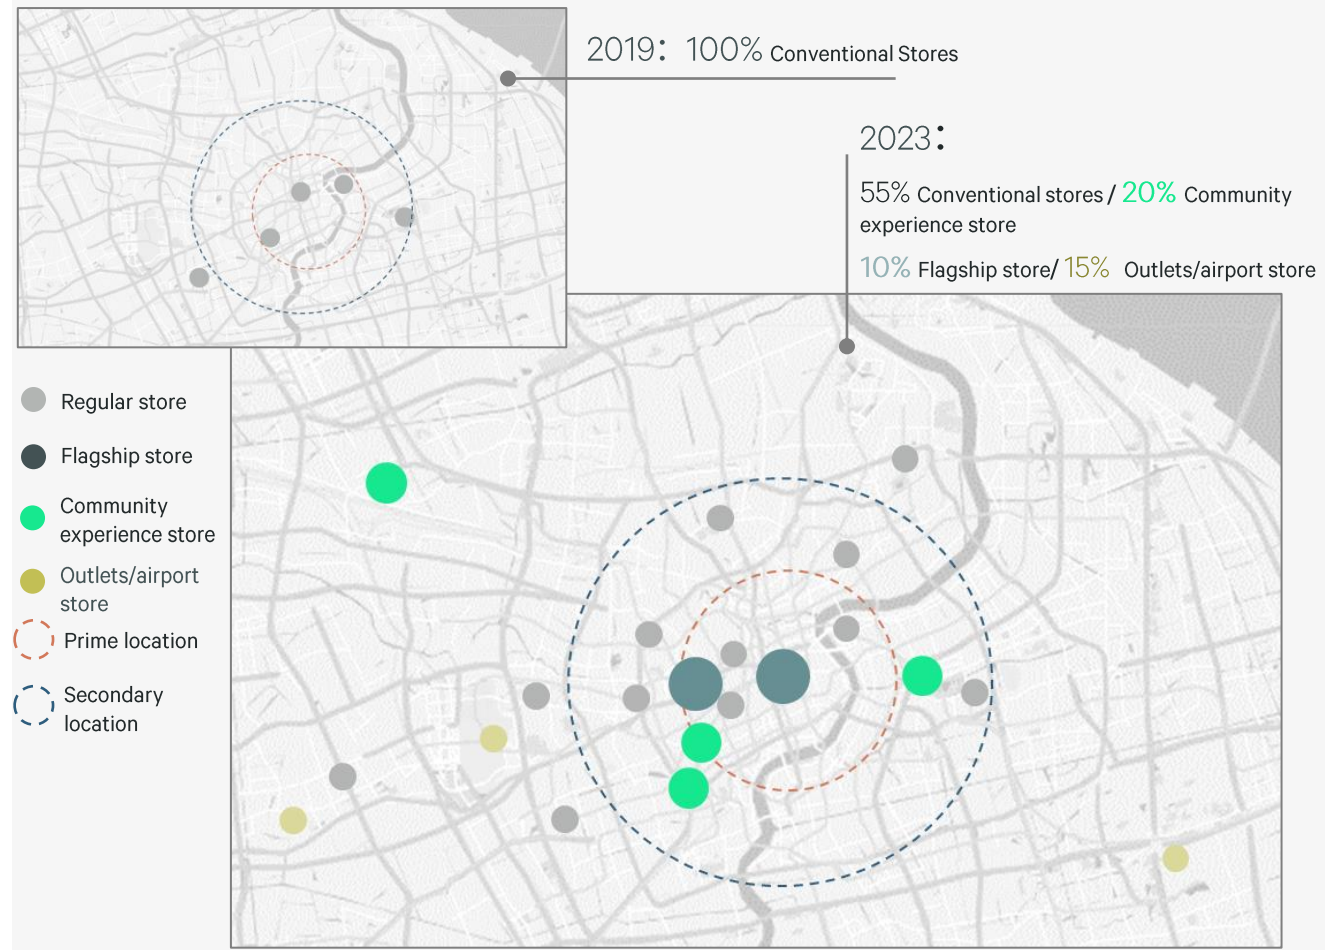 2019： 100% Conventional Stores
2023：
55% Conventional stores / 20% Community
experience store
10% Flagship store/ 15% Outlets/airport store
Regular store
Flagship store
Community
experience store
Outlets/airport
store
Prime location
Secondary
location